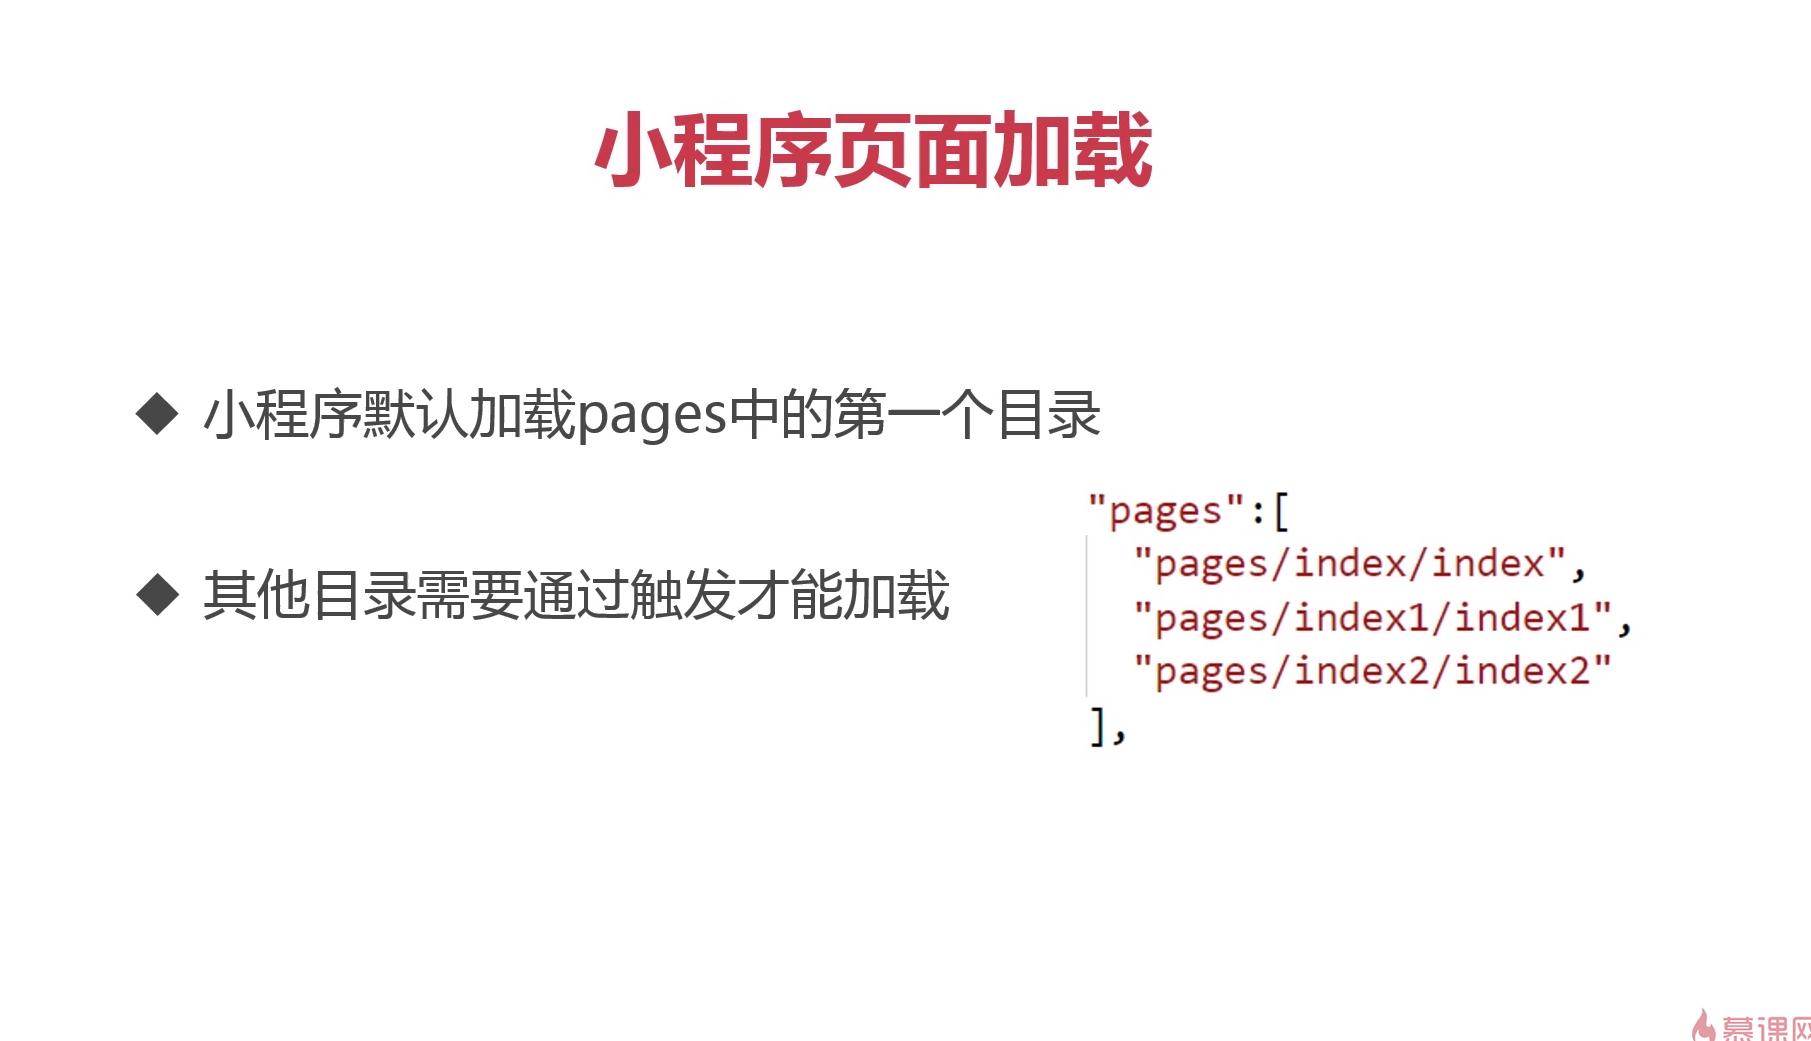 小程序页面加载
◆ 小程序默认加载pages中的第一个目录
◆ 其他目录需要通过触发才能加载
"pages":[
"pages/index/index",
"pages/index1/index1",
"pages/index2/index2"
],
慕课网